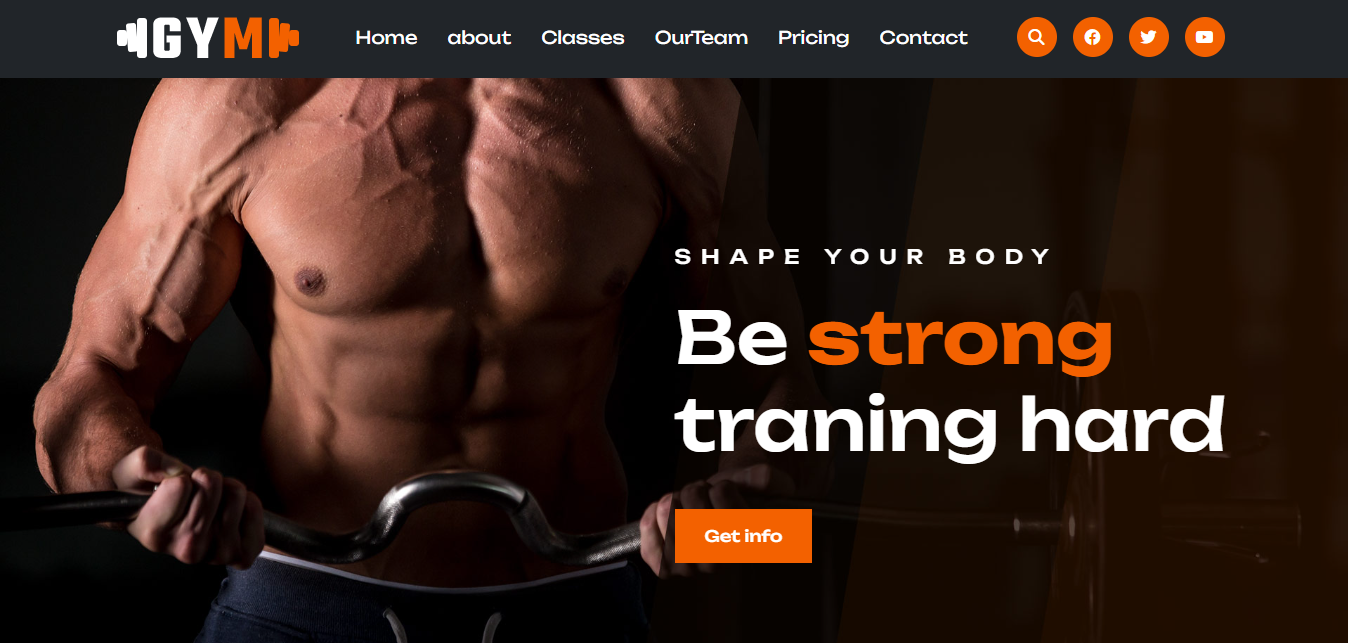 GYM
Home about Classes OurTeam Pricing Contact
SHAPE YOUR BODY
Be strong
traning hard
Get info